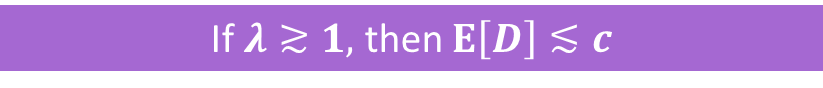 If λ ≳ 1, then E[D] ≲ c